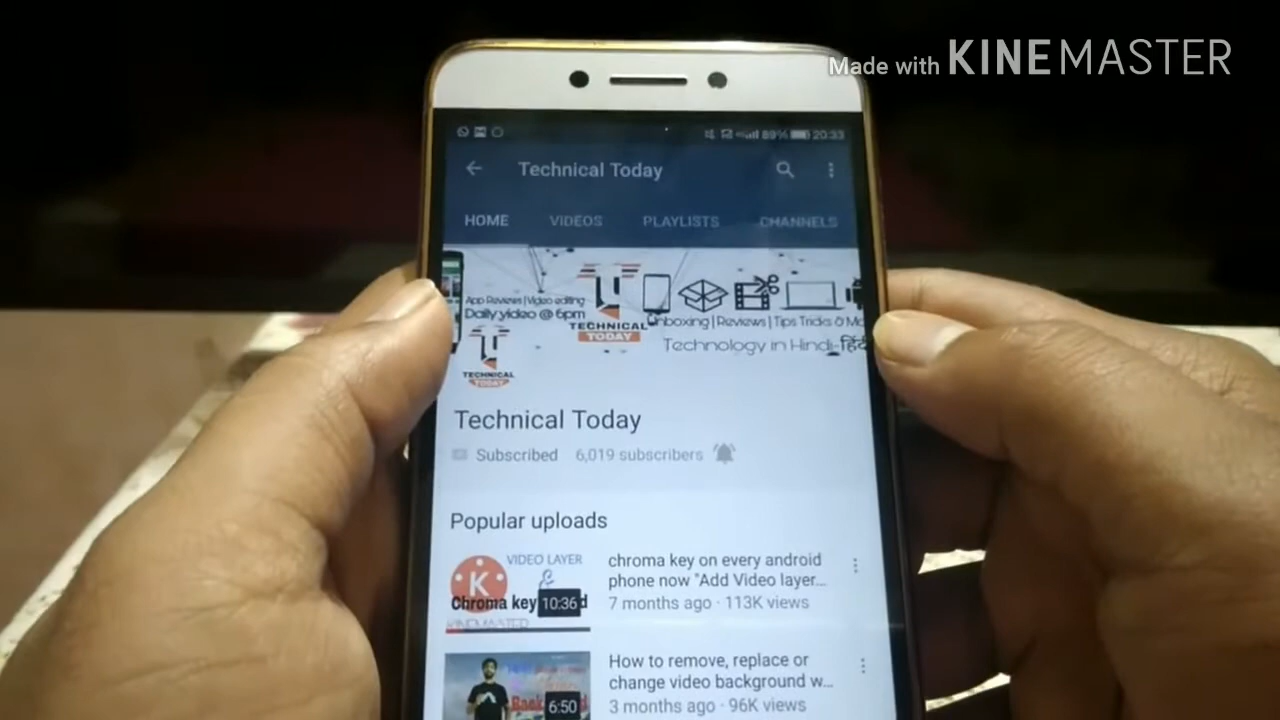 Made with KINEMASTER
89% 20:33
Technical Today
HOME VIDEOS PLAYLISTS CHANNELS
App Reviews | Video editing
Daily video @ 6pm
TECHNICAL
TODAY
Unboxing | Reviews | Tips Tricks &
Technology in Hindi-हिंदी
TECHNICAL
TODAY
Technical Today
Subscribed 6,019 subscribers
Popular uploads
VIDEO LAYER
K
Chroma key
10:36
KINEMASTER
chroma key on every android
phone now "Add Video layer...
7 months ago · 113K views
6:50
How to remove, replace or
change video background w...
3 months ago · 96K views